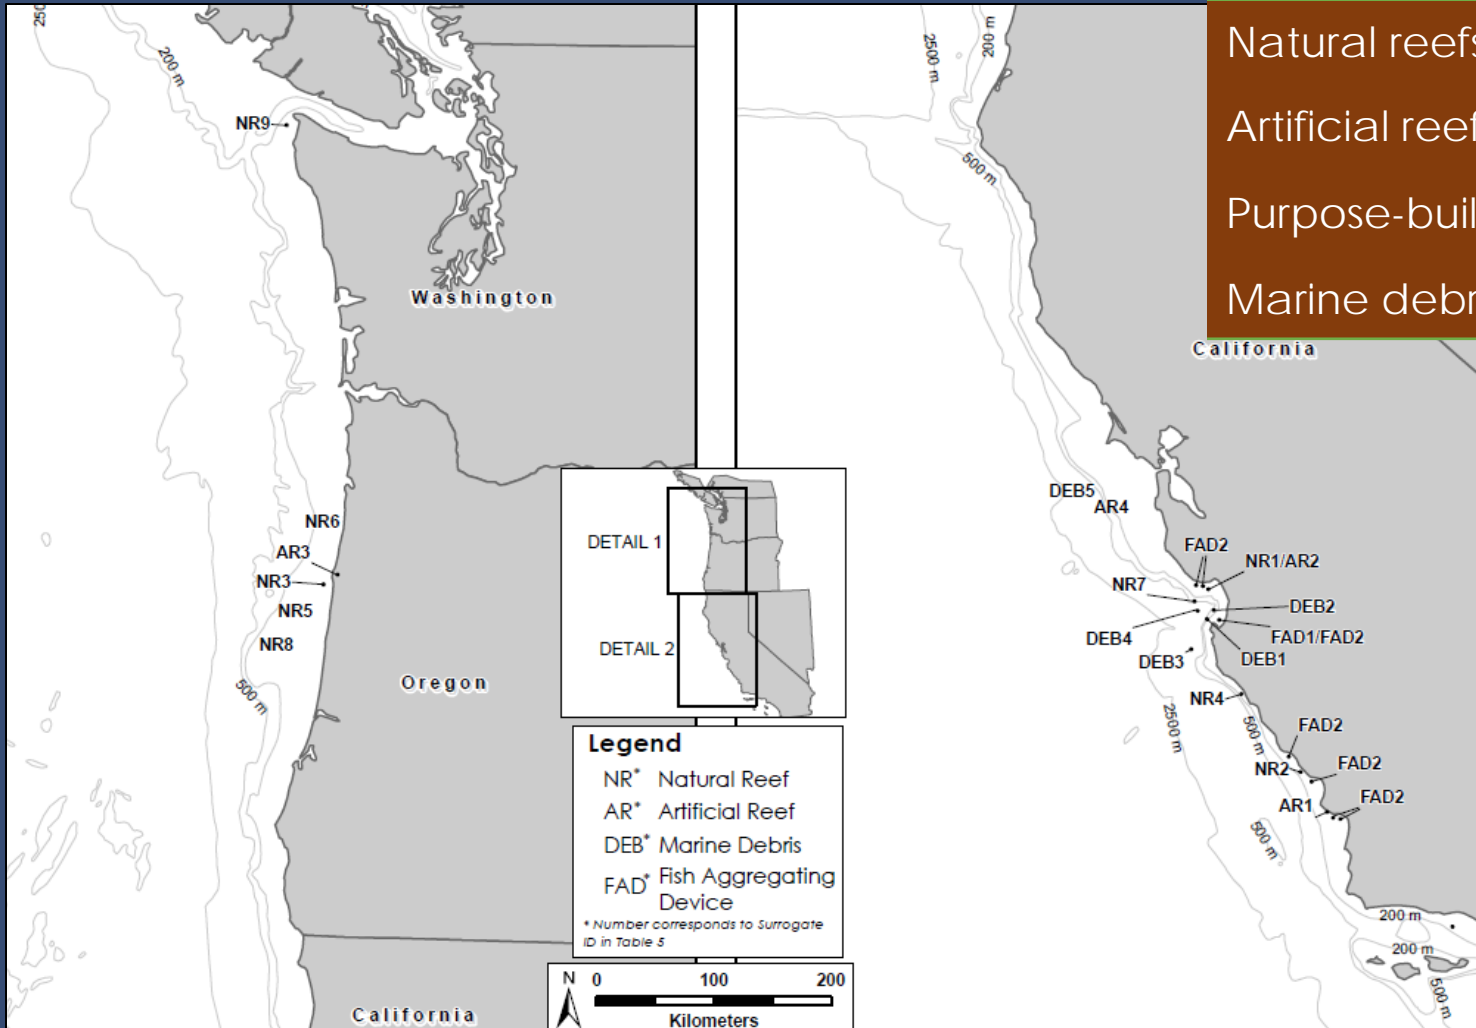 250
200 m
NR9
Washington
NR6
AR3
NR3
NR5
NR8
500 m
Oregon
California
DETAIL 1
DETAIL 2
Legend
NR* Natural Reef
AR* Artificial Reef
DEB* Marine Debris
FAD* Fish Aggregating
Device
* Number corresponds to Surrogate
ID in Table 5
N
0 100 200
Kilometers
2500 m
200 m
500 m
Natural reefs
Artificial reef
Purpose-buil
Marine debr
California
DEB5
AR4
FAD2
NR1/AR2
NR7
DEB2
DEB4
FAD1/FAD2
DEB3
DEB1
NR4
2500 m
500 m
FAD2
NR2
FAD2
AR1
FAD2
500 m
200 m
200 m
500 m